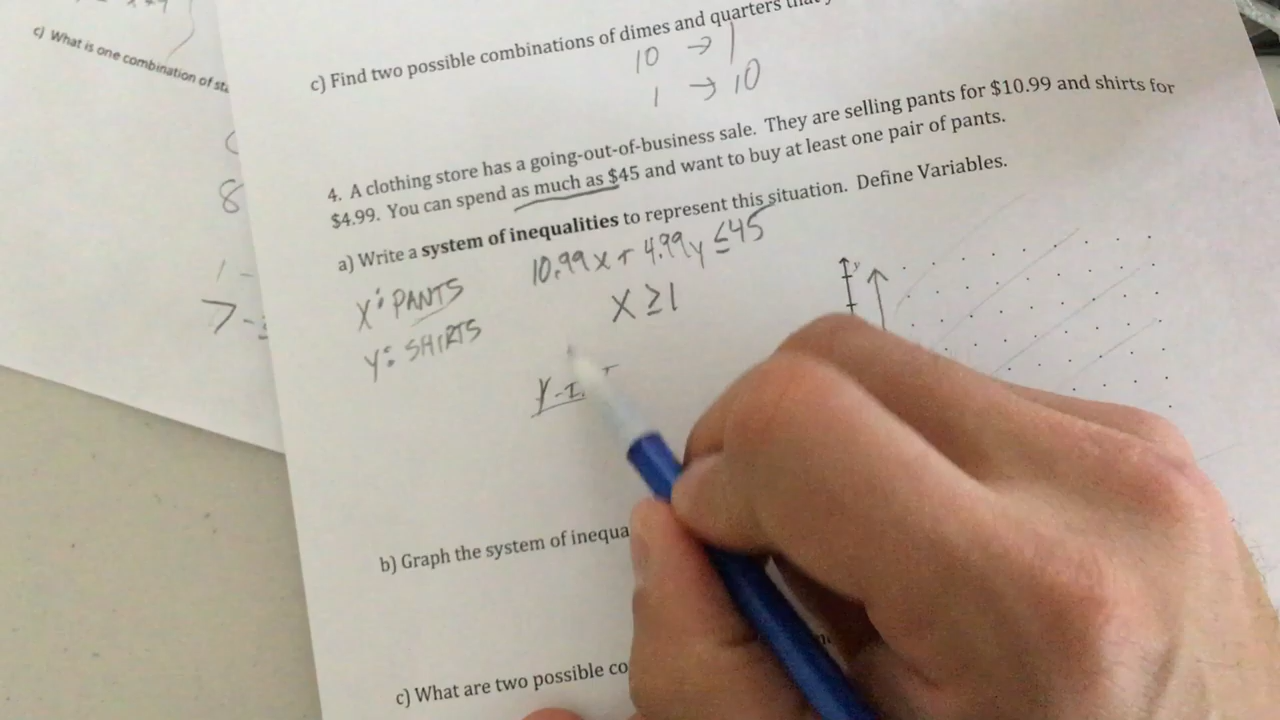 c) What is one combination of
8
7-
c) Find two possible combinations of dimes and quarters that
10 → 1
1 → 10
4. A clothing store has a going-out-of-business sale. They are selling pants for $10.99 and shirts for
$4.99. You can spend as much as $45 and want to buy at least one pair of pants.
a) Write a system of inequalities to represent this situation. Define Variables.
X: PANTS
10.99x + 4.99y ≤45
X ≥1
y: SHIRTS
y
b) Graph the system of
c) What are two possible